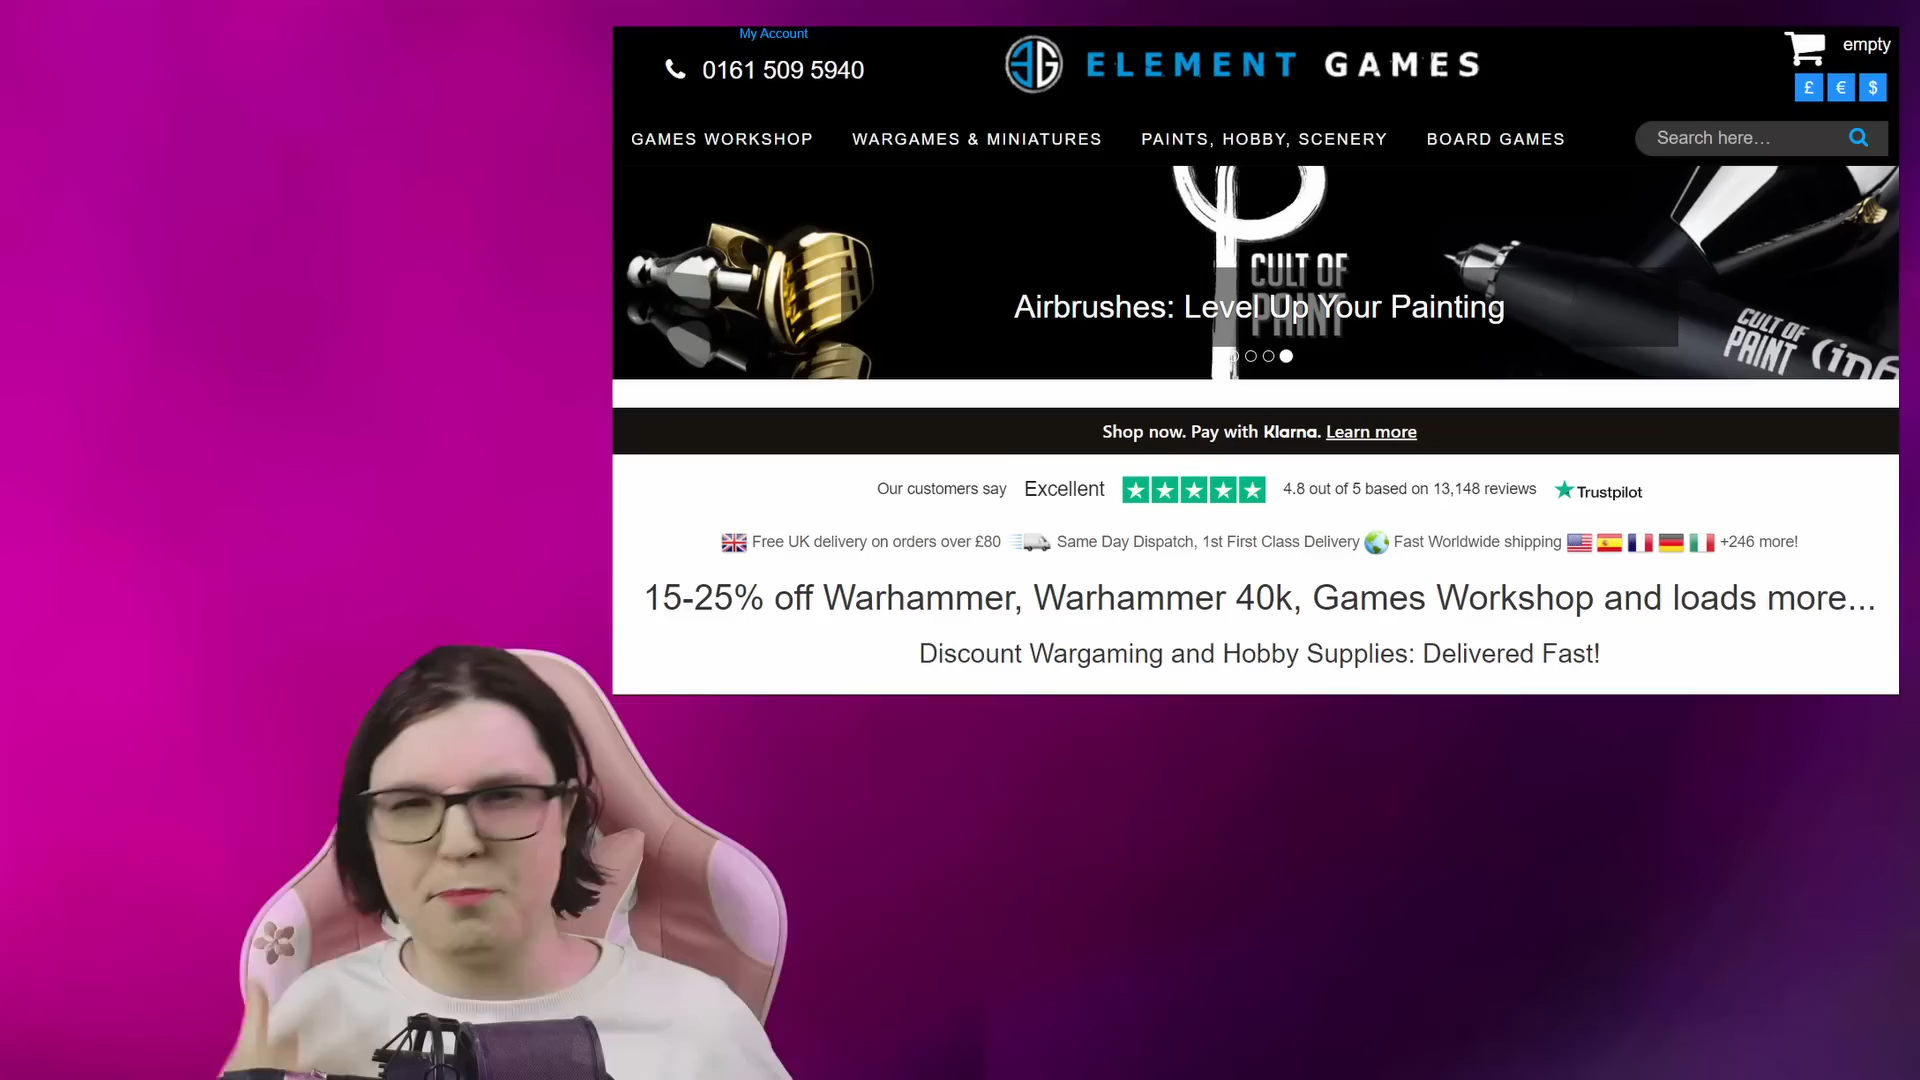 My Account
0161 509 5940
ELEMENT GAMES
empty
£ € $
GAMES WORKSHOP WARGAMES & MINIATURES PAINTS, HOBBY, SCENERY BOARD GAMES
Search here...
CULT OF
PAINT
Airbrushes: Level Up Your Painting
CULT OF
PAINT
Shop now. Pay with Klarna. Learn more
Our customers say Excellent 4.8 out of 5 based on 13,148 reviews Trustpilot
Free UK delivery on orders over £80 Same Day Dispatch, 1st First Class Delivery Fast Worldwide shipping +246 more!
15-25% off Warhammer, Warhammer 40k, Games Workshop and loads more...
Discount Wargaming and Hobby Supplies: Delivered Fast!